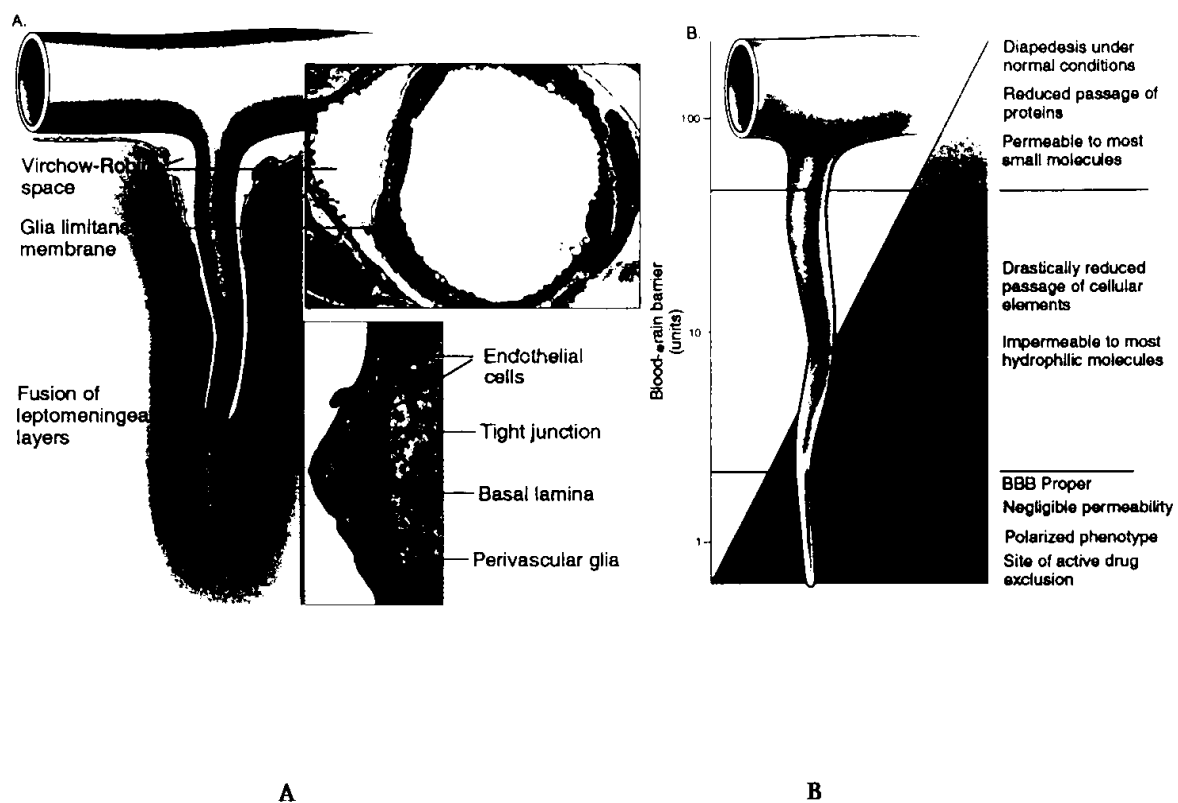 A.
Virchow-Robin
space
Glia limitans
membrane
Fusion of
leptomeningeal
layers
Endothelial
cells
Tight junction
Basal lamina
Perivascular glia
B.
Blood-brain barrier
(units)
100
10
1
Diapedesis under
normal conditions
Reduced passage of
proteins
Permeable to most
small molecules
Drastically reduced
passage of cellular
elements
Impermeable to most
hydrophilic molecules
BBB Proper
Negligible permeability
Polarized phenotype
Site of active drug
exclusion
A
B